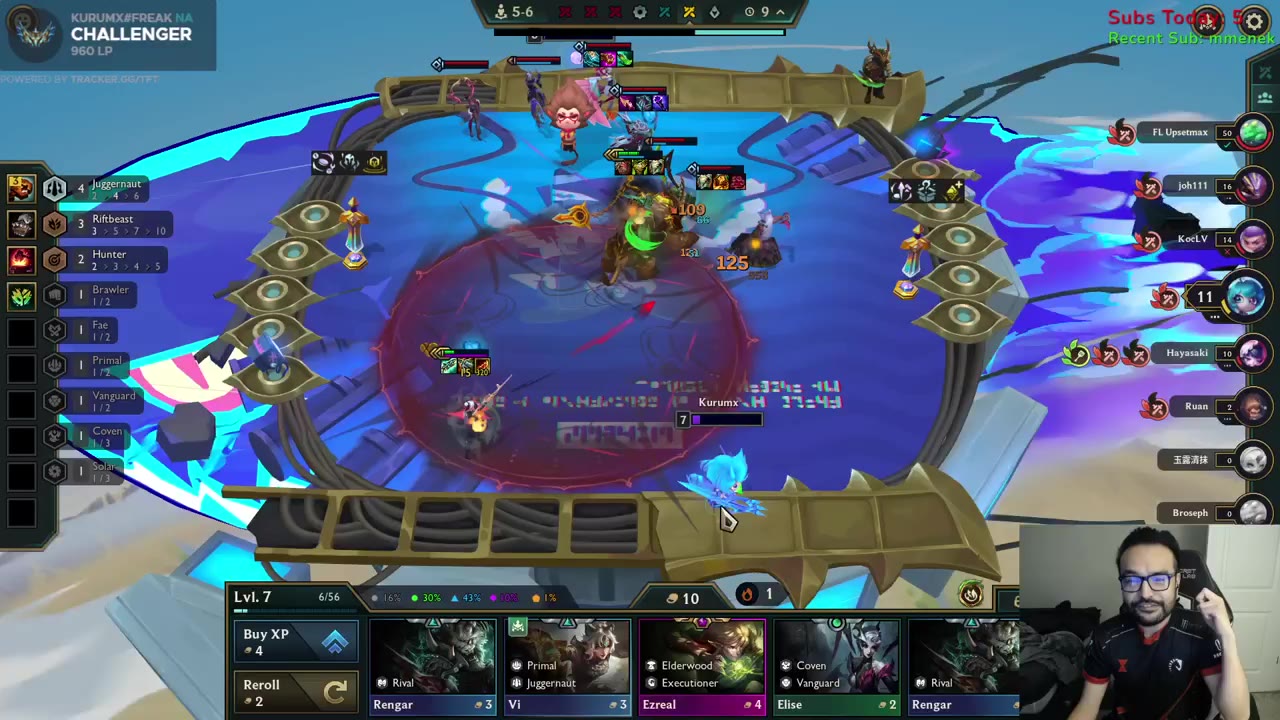 KURUMX#FREAK NA
CHALLENGER
960 LP
POWERED BY TRACKER.GG/TFT
5-6
9
Subs Today: 5
Recent Sub: mmenek
4 Juggernaut
2 > 4 > 6
3 Riftbeast
3 > 5 > 7 > 10
2 Hunter
2 > 3 > 4 > 5
1 Brawler
1 / 2
1 Fae
1 / 2
1 Primal
1 / 2
1 Vanguard
1 / 2
1 Coven
1 / 3
1 Solar
1 / 3
FL Upsetmax 50
joh111 16
KocLV 14
11
Hayasaki 10
Ruan 2
玉露清抹 0
Broseph 0
109
125
Kurumx
7
Lvl. 7
6/56
16%
30%
43%
10%
1%
10
1
Buy XP
4
Reroll
2
Rival
Rengar 3
Primal
Juggernaut
Vi 3
Elderwood
Executioner
Ezreal 4
Coven
Vanguard
Elise 2
Rival
Rengar